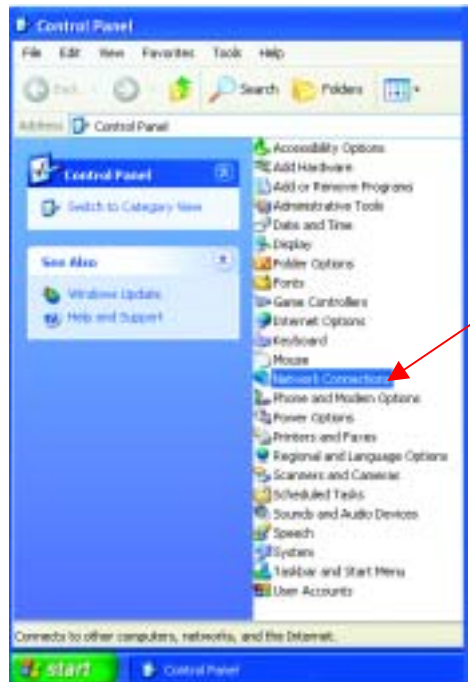 Control Panel
File Edit View Favorites Tools Help
Back Search Folders
Address Control Panel
Control Panel
Switch to Category View
See Also
Windows Update
Help and Support
Accessibility Options
Add Hardware
Add or Remove Programs
Administrative Tools
Date and Time
Display
Folder Options
Fonts
Game Controllers
Internet Options
Keyboard
Mouse
Network Connections
Phone and Modem Options
Power Options
Printers and Faxes
Regional and Language Options
Scanners and Cameras
Scheduled Tasks
Sounds and Audio Devices
Speech
System
Taskbar and Start Menu
User Accounts
Connects to other computers, networks, and the Internet.
start Control Panel